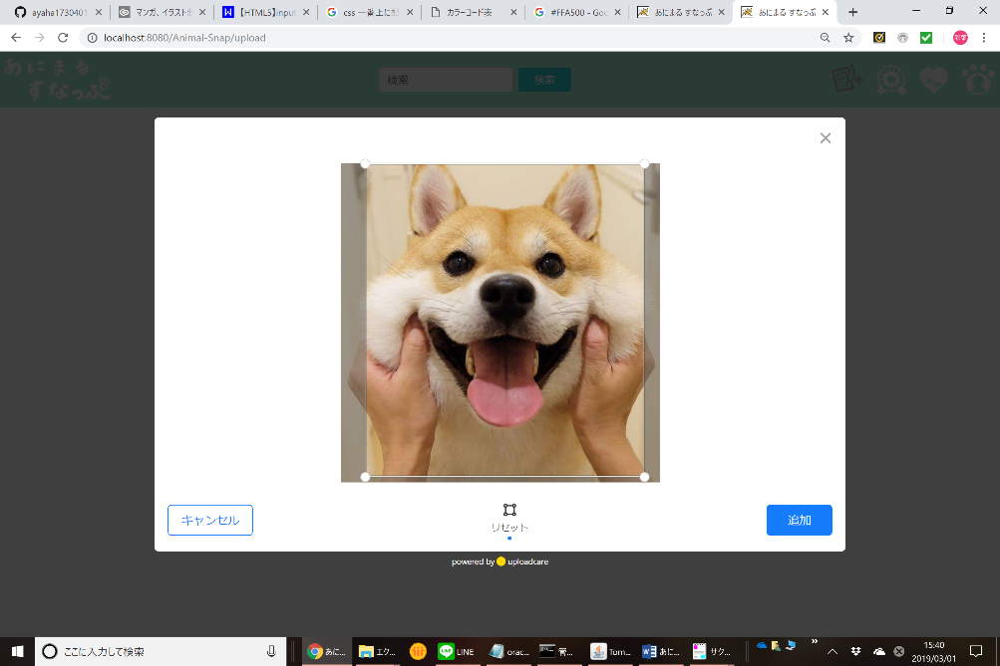 ayaha1730401
マンガ、イラスト
【HTML5】input
css 一番上に
カラーコード表
#FFA500 - Goo
あにまる すなっぷ
あにまる すなっぷ
localhost:8080/Animal-Snap/upload
あにまる
すなっぷ
検索
検索
キャンセル
リセット
追加
powered by uploadcare
ここに入力して検索
あに...
エク...
LINE
orac...
管...
Tom...
あに...
サク...
15:40
2019/03/01